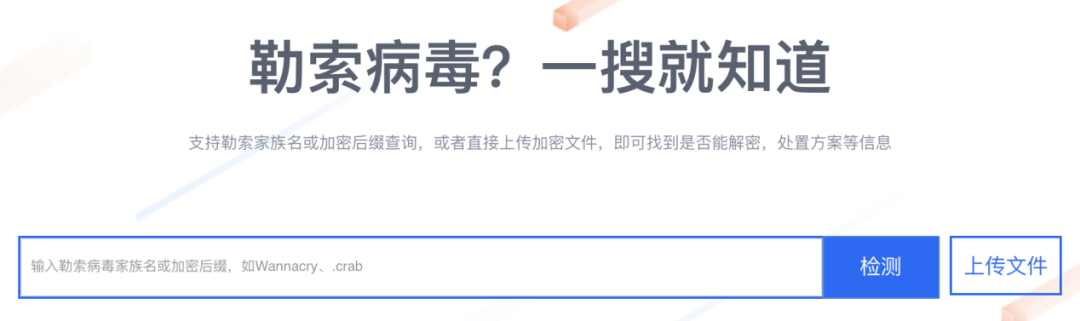 勒索病毒？一搜就知道
支持勒索家族名或加密后缀查询，或者直接上传加密文件，即可找到是否能解密，处置方案等信息
输入勒索病毒家族名或加密后缀，如Wannacry、.crab
检测
上传文件